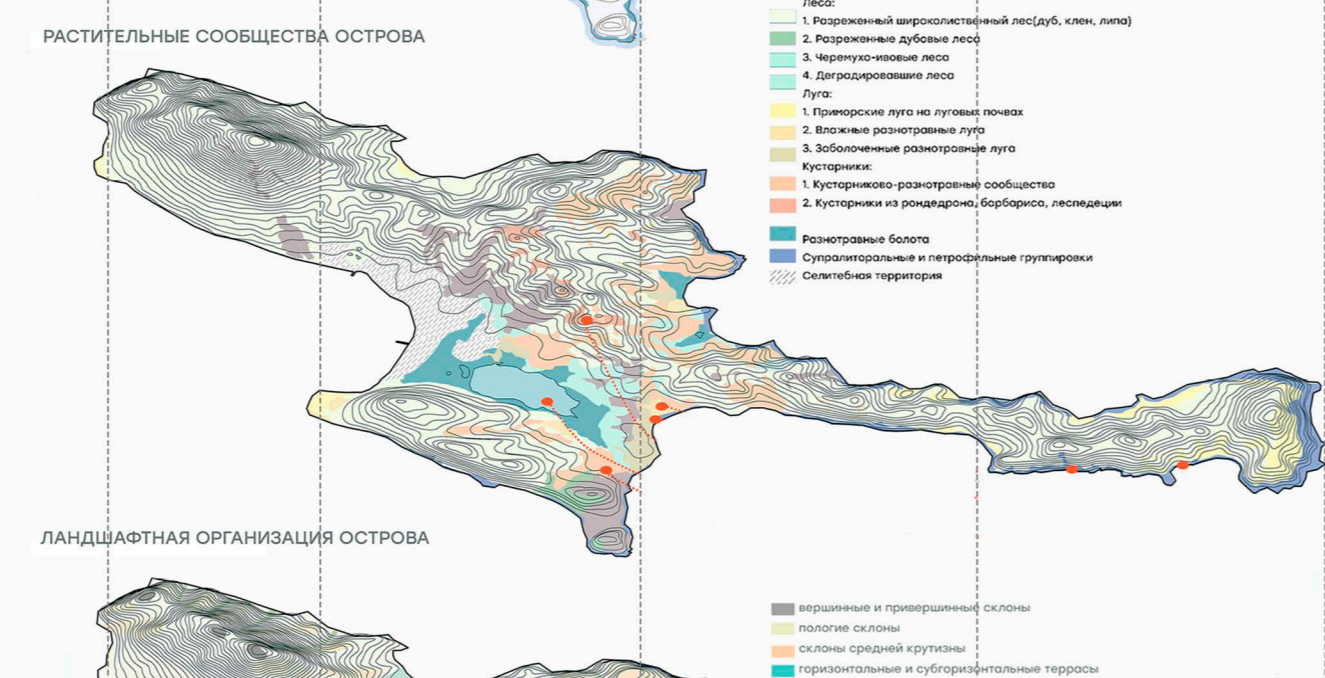 Леса:
РАСТИТЕЛЬНЫЕ СООБЩЕСТВА ОСТРОВА
1. Разреженный широколиственный лес(дуб, клен, липа)
2. Разреженные дубовые леса
3. Черемухо-ивовые леса
4. Деградировавшие леса
Луга:
1. Приморские луга на луговых почвах
2. Влажные разнотравные луга
3. Заболоченные разнотравные луга
Кустарники:
1. Кустарниково-разнотравные сообщества
2. Кустарники из рондедрона, барбариса, леспедеции
Разнотравные болота
Супралиторальные и петрофильные группировки
Селитебная территория
ЛАНДШАФТНАЯ ОРГАНИЗАЦИЯ ОСТРОВА
вершинные и привершинные склоны
пологие склоны
склоны средней крутизны
горизонтальные и субгоризонтальные террасы